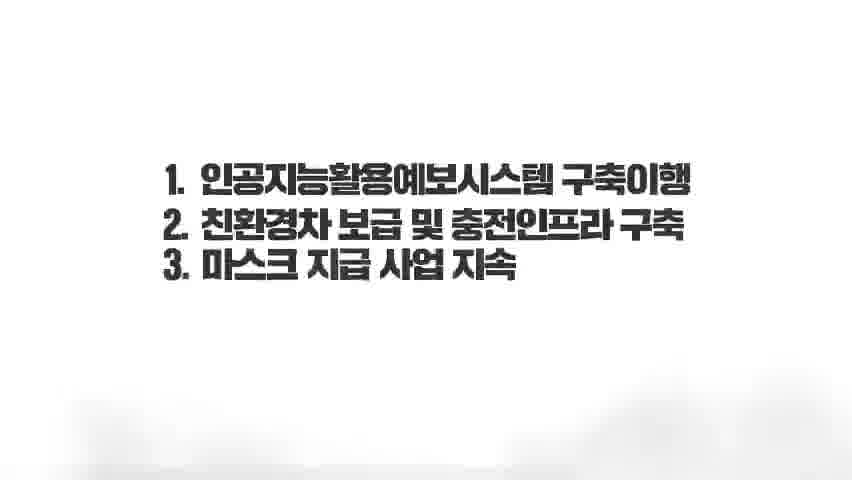 1. 인공지능활용예보시스템 구축이행
2. 친환경차 보급 및 충전인프라 구축
3. 마스크 지급 사업 지속